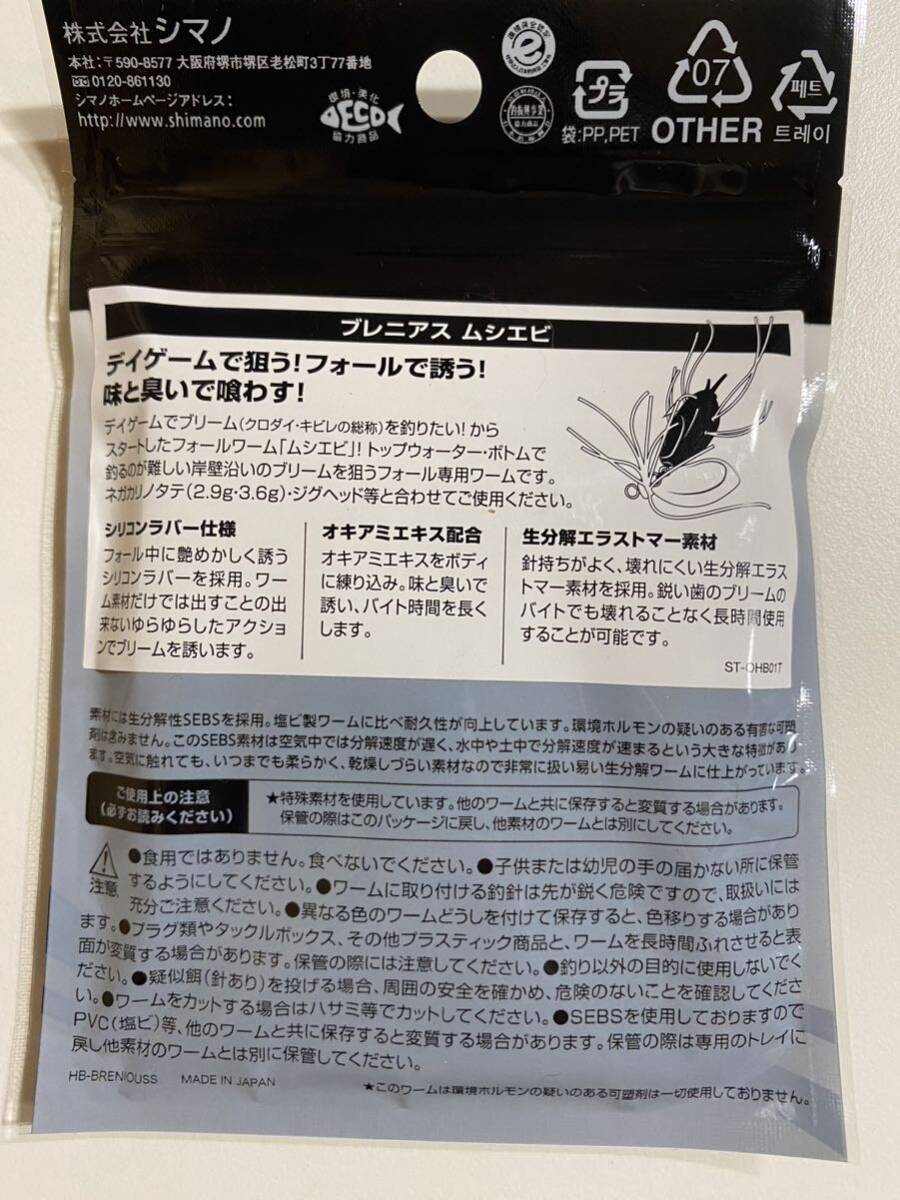 株式会社 シマノ
本社:〒590-8577 大阪府堺市堺区老松町3丁77番地
0120-861130
シマノホームページアドレス:
http://www.shimano.com
環境・美化
ECO
協力商品
e
プラ
袋:PP,PET
07
OTHER
페트
트레이
ブレニアス ムシエビ
デイゲームで狙う!フォールで誘う!
味と臭いで喰わす!
デイゲームでブリーム(クロダイ・キビレの総称)を釣りたい!から
スタートしたフォールワーム「ムシエビ」!トップウォーター・ボトムで
釣るのが難しい岸壁沿いのブリームを狙うフォール専用ワームです。
ネガカリノタテ(2.9g・3.6g)・ジグヘッド等と合わせてご使用ください。
シリコンラバー仕様
フォール中に艶めかしく誘う
シリコンラバーを採用。ワー
ム素材だけでは出すことの出
来ないゆらゆらしたアクショ
ンでブリームを誘います。
オキアミエキス配合
オキアミエキスをボディ
に練り込み。味と臭いで
誘い、バイト時間を長く
します。
生分解エラストマー素材
針持ちがよく、壊れにくい生分解エラス
トマー素材を採用。鋭い歯のブリームの
バイトでも壊れることなく長時間使用
することが可能です。
ST-OHB01T
素材には生分解性SEBSを採用。塩ビ製ワームに比べ耐久性が向上しています。環境ホルモンの疑いのある有害な可塑
剤は含みません。このSEBS素材は空気中では分解速度が遅く、水中や土中で分解速度が速まるという大きな特徴があり
ます。空気に触れても、いつまでも柔らかく、乾燥しづらい素材なので非常に扱い易い生分解ワームに仕上がっています。
ご使用上の注意
(必ずお読みください)
★特殊素材を使用しています。他のワームと共に保存すると変質する場合があります。
保管の際はこのパッケージに戻し、他素材のワームとは別にしてください。
注意
●食用ではありません。食べないでください。●子供または幼児の手の届かない所に保管
するようにしてください。●ワームに取り付ける釣針は先が鋭く危険ですので、取扱いには
充分ご注意ください。●異なる色のワームどうしを付けて保存すると、色移りする場合があり
ます。●プラグ類やタックルボックス、その他プラスティック商品と、ワームを長時間ふれさせると表
面が変質する場合があります。保管の際には注意してください。●釣り以外の目的に使用しないでく
ださい。●疑似餌(針あり)を投げる場合、周囲の安全を確かめ、危険のないことを確認してくださ
い。●ワームをカットする場合はハサミ等でカットしてください。●SEBSを使用しておりますので
PVC(塩ビ)等、他のワームと共に保存すると変質する場合があります。保管の際は専用のトレイに
戻し他素材のワームとは別に保管してください。
HB-BRENIOUSS MADE IN JAPAN
★このワームは環境ホルモンの疑いのある可塑剤は一切使用しておりません。